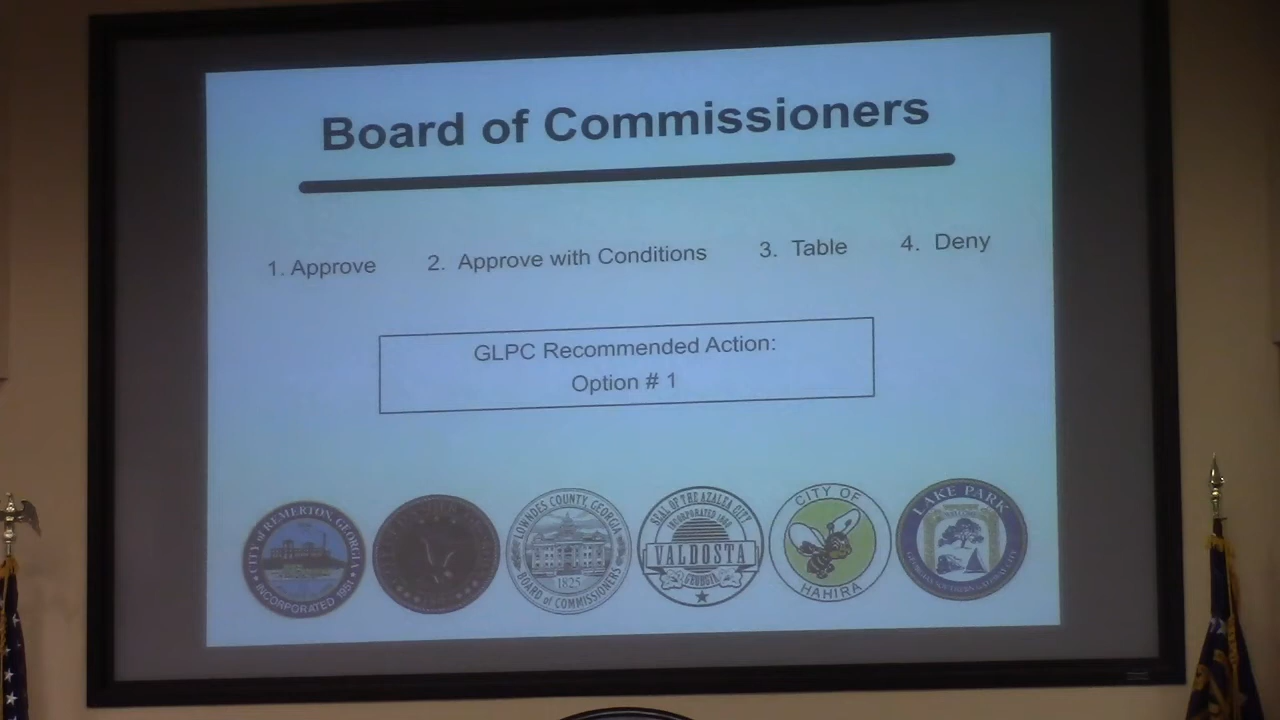 Board of Commissioners
1. Approve 2. Approve with Conditions 3. Table 4. Deny
GLPC Recommended Action:
Option # 1
CITY of REMERTON, GEORGIA
INCORPORATED 1951
LOWNDES COUNTY, GEORGIA
1825
BOARD of COMMISSIONERS
SEAL OF THE AZALEA CITY
INCORPORATED 1860
VALDOSTA
GEORGIA
CITY OF
HAHIRA
LAKE PARK